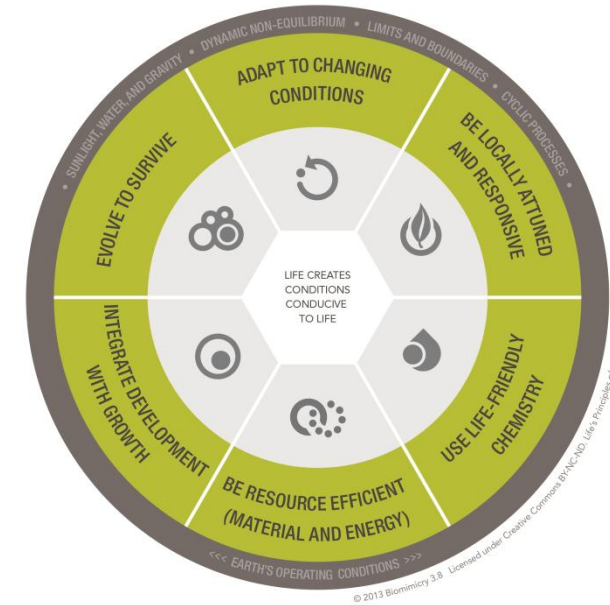 • SUNLIGHT, WATER, AND GRAVITY • DYNAMIC NON-EQUILIBRIUM • LIMITS AND BOUNDARIES • CYCLIC PROCESSES •
ADAPT TO CHANGING
CONDITIONS
BE LOCALLY ATTUNED
AND RESPONSIVE
USE LIFE-FRIENDLY
CHEMISTRY
BE RESOURCE EFFICIENT
(MATERIAL AND ENERGY)
INTEGRATE DEVELOPMENT
WITH GROWTH
EVOLVE TO SURVIVE
LIFE CREATES
CONDITIONS
CONDUCIVE
TO LIFE
<<< EARTH'S OPERATING CONDITIONS >>>
© 2013 Biomimicry 3.8 Licensed under Creative Commons BY-NC-ND. Life's Principles